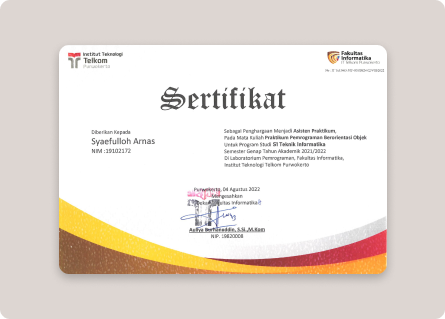 Institut Teknologi
Telkom
Purwokerto
Fakultas
Informatika
Sertifikat
Diberikan Kepada
Syaefulloh Arnas
NIM :19102172
Sebagai Penghargaan Menjadi Asisten Praktikum,
Pada Mata Kuliah Praktikum Pemrograman Berorientasi Objek
Untuk Program Studi S1 Teknik Informatika
Semester Genap Tahun Akademik 2021/2022
Di Laboratorium Pemrograman, Fakultas Informatika,
Institut Teknologi Telkom Purwokerto
Purwokerto, 04 Agustus 2022
Mengesahkan
Dekan Fakultas Informatika
Auliya Burhanuddin, S.Si.,M.Kom
NIP. 19820008